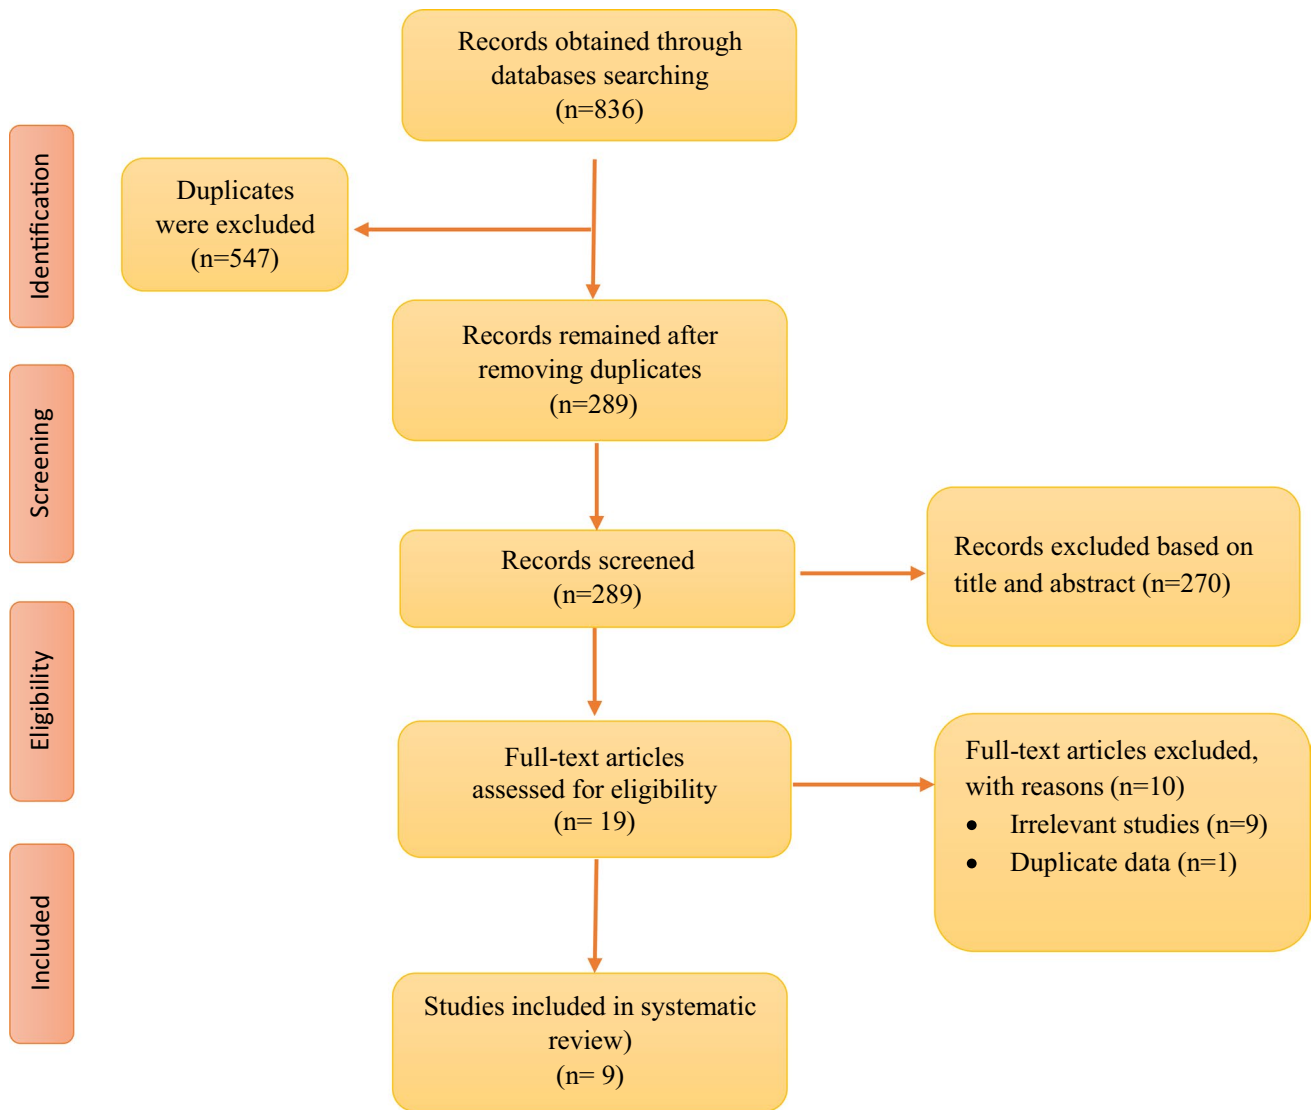 Records obtained through
databases searching
(n=836)
Identification
Duplicates
were excluded
(n=547)
Records remained after
removing duplicates
(n=289)
Screening
Records screened
(n=289)
Records excluded based on
title and abstract (n=270)
Eligibility
Full-text articles
assessed for eligibility
(n= 19)
Full-text articles excluded,
with reasons (n=10)
• Irrelevant studies (n=9)
• Duplicate data (n=1)
Included
Studies included in systematic
review)
(n= 9)